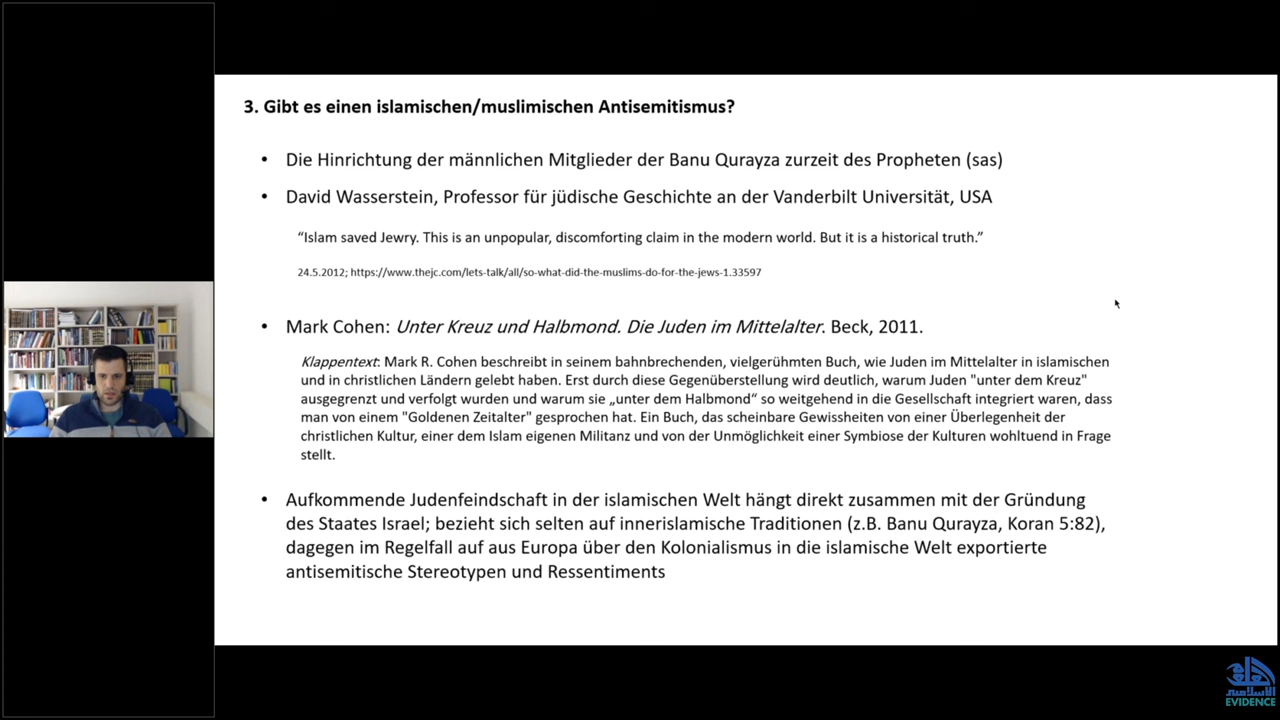 3. Gibt es einen islamischen/muslimischen Antisemitismus?
• Die Hinrichtung der männlichen Mitglieder der Banu Qurayza zurzeit des Propheten (sas)
• David Wasserstein, Professor für jüdische Geschichte an der Vanderbilt Universität, USA
“Islam saved Jewry. This is an unpopular, discomforting claim in the modern world. But it is a historical truth.”
24.5.2012; https://www.thejc.com/lets-talk/all/so-what-did-the-muslims-do-for-the-jews-1.33597
• Mark Cohen: Unter Kreuz und Halbmond. Die Juden im Mittelalter. Beck, 2011.
Klappentext: Mark R. Cohen beschreibt in seinem bahnbrechenden, vielgerühmten Buch, wie Juden im Mittelalter in islamischen
und in christlichen Ländern gelebt haben. Erst durch diese Gegenüberstellung wird deutlich, warum Juden "unter dem Kreuz"
ausgegrenzt und verfolgt wurden und warum sie „unter dem Halbmond“ so weitgehend in die Gesellschaft integriert waren, dass
man von einem "Goldenen Zeitalter" gesprochen hat. Ein Buch, das scheinbare Gewissheiten von einer Überlegenheit der
christlichen Kultur, einer dem Islam eigenen Militanz und von der Unmöglichkeit einer Symbiose der Kulturen wohltuend in Frage
stellt.
• Aufkommende Judenfeindschaft in der islamischen Welt hängt direkt zusammen mit der Gründung
des Staates Israel; bezieht sich selten auf innerislamische Traditionen (z.B. Banu Qurayza, Koran 5:82),
dagegen im Regelfall auf aus Europa über den Kolonialismus in die islamische Welt exportierte
antisemitische Stereotypen und Ressentiments
EVIDENCE